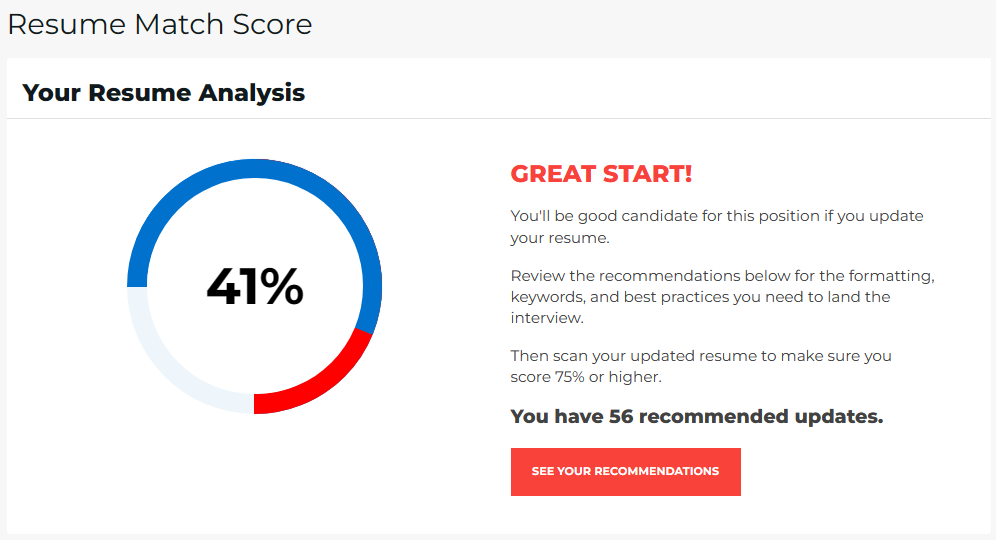 Resume Match Score
Your Resume Analysis
41%
GREAT START!
You'll be good candidate for this position if you update
your resume.
Review the recommendations below for the formatting,
keywords, and best practices you need to land the
interview.
Then scan your updated resume to make sure you
score 75% or higher.
You have 56 recommended updates.
SEE YOUR RECOMMENDATIONS